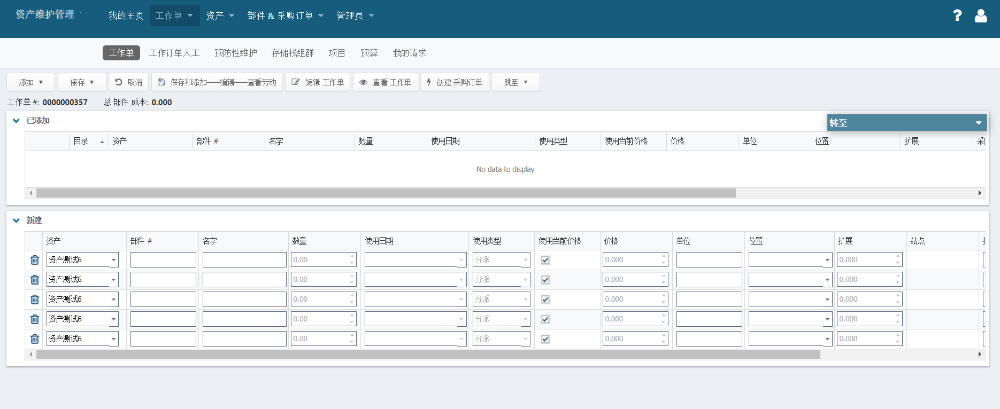 资产维护管理 我的主页 工作单 资产 部件 & 采购订单 管理员
工作单 工作订单人工 预防性维护 存储栈组群 项目 预算 我的请求
添加 保存 取消 保存和添加——编辑——查看劳动 编辑 工作单 查看 工作单 创建 采购订单 跳至
工作单 #: 0000000357 总 部件 成本: 0.000
已添加
转至
目录 资产 部件 # 名字 数量 使用日期 使用类型 使用当前价格 价格 单位 位置 扩展
No data to display
新建
资产 部件 # 名字 数量 使用日期 使用类型 使用当前价格 价格 单位 位置 扩展 站点
资产测试6 0.00 分派 0.000 0.000
资产测试6 0.00 分派 0.000 0.000
资产测试6 0.00 分派 0.000 0.000
资产测试6 0.00 分派 0.000 0.000
资产测试6 0.00 分派 0.000 0.000